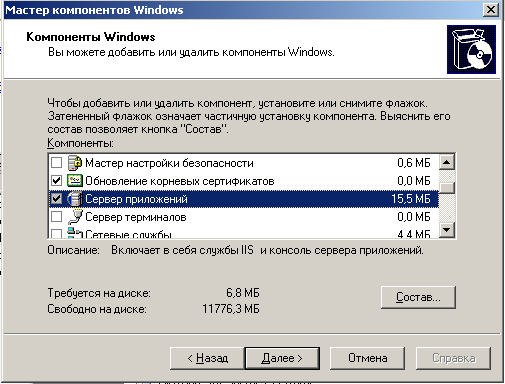 Мастер компонентов Windows
Компоненты Windows
Вы можете добавить или удалить компоненты Windows.
Чтобы добавить или удалить компонент, установите или снимите флажок.
Затененный флажок означает частичную установку компонента. Выяснить его
состав позволяет кнопка "Состав".
Компоненты:
Мастер настройки безопасности 0,6 МБ
Обновление корневых сертификатов 0,0 МБ
Сервер приложений 15,5 МБ
Сервер терминалов 0,0 МБ
Сетевые службы 4,4 МБ
Описание: Включает в себя службы IIS и консоль сервера приложений.
Требуется на диске: 6,8 МБ
Свободно на диске: 11776,3 МБ
Состав...
< Назад Далее > Отмена Справка